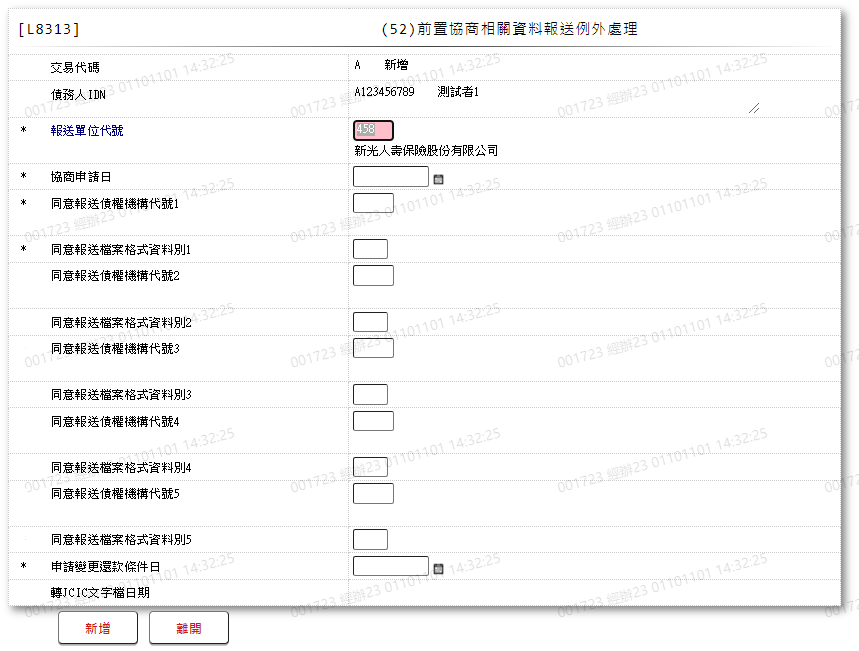 [L8313] (52)前置協商相關資料報送例外處理
交易代碼 A 新增
債務人IDN A123456789 測試者1
* 報送單位代號 458
新光人壽保險股份有限公司
* 協商申請日
* 同意報送債權機構代號1
* 同意報送檔案格式資料別1
同意報送債權機構代號2
同意報送檔案格式資料別2
同意報送債權機構代號3
同意報送檔案格式資料別3
同意報送債權機構代號4
同意報送檔案格式資料別4
同意報送債權機構代號5
同意報送檔案格式資料別5
* 申請變更還款條件日
轉JCIC文字檔日期
新增 離開
001723 經辦23 01101101 14:32:25